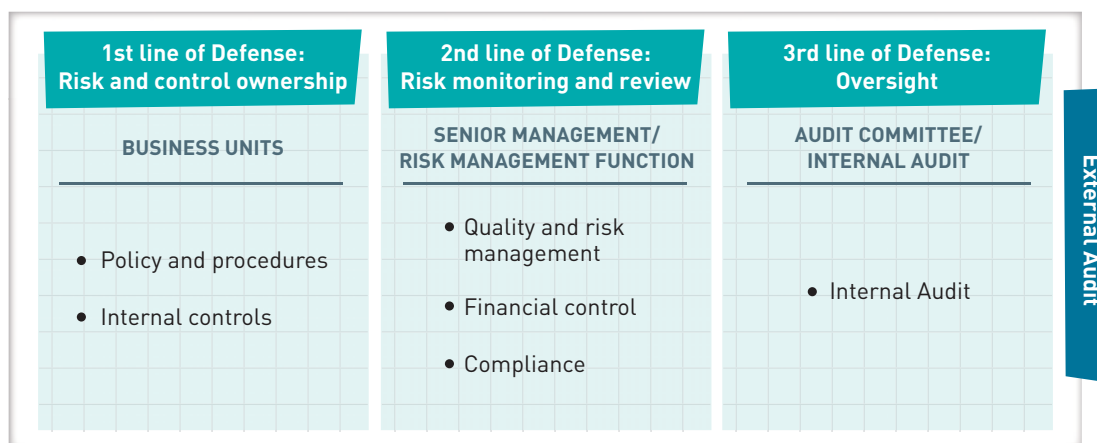 1st line of Defense:
Risk and control ownership
BUSINESS UNITS
• Policy and procedures
• Internal controls
2nd line of Defense:
Risk monitoring and review
SENIOR MANAGEMENT/
RISK MANAGEMENT FUNCTION
• Quality and risk
management
• Financial control
• Compliance
3rd line of Defense:
Oversight
AUDIT COMMITTEE/
INTERNAL AUDIT
• Internal Audit
External Audit